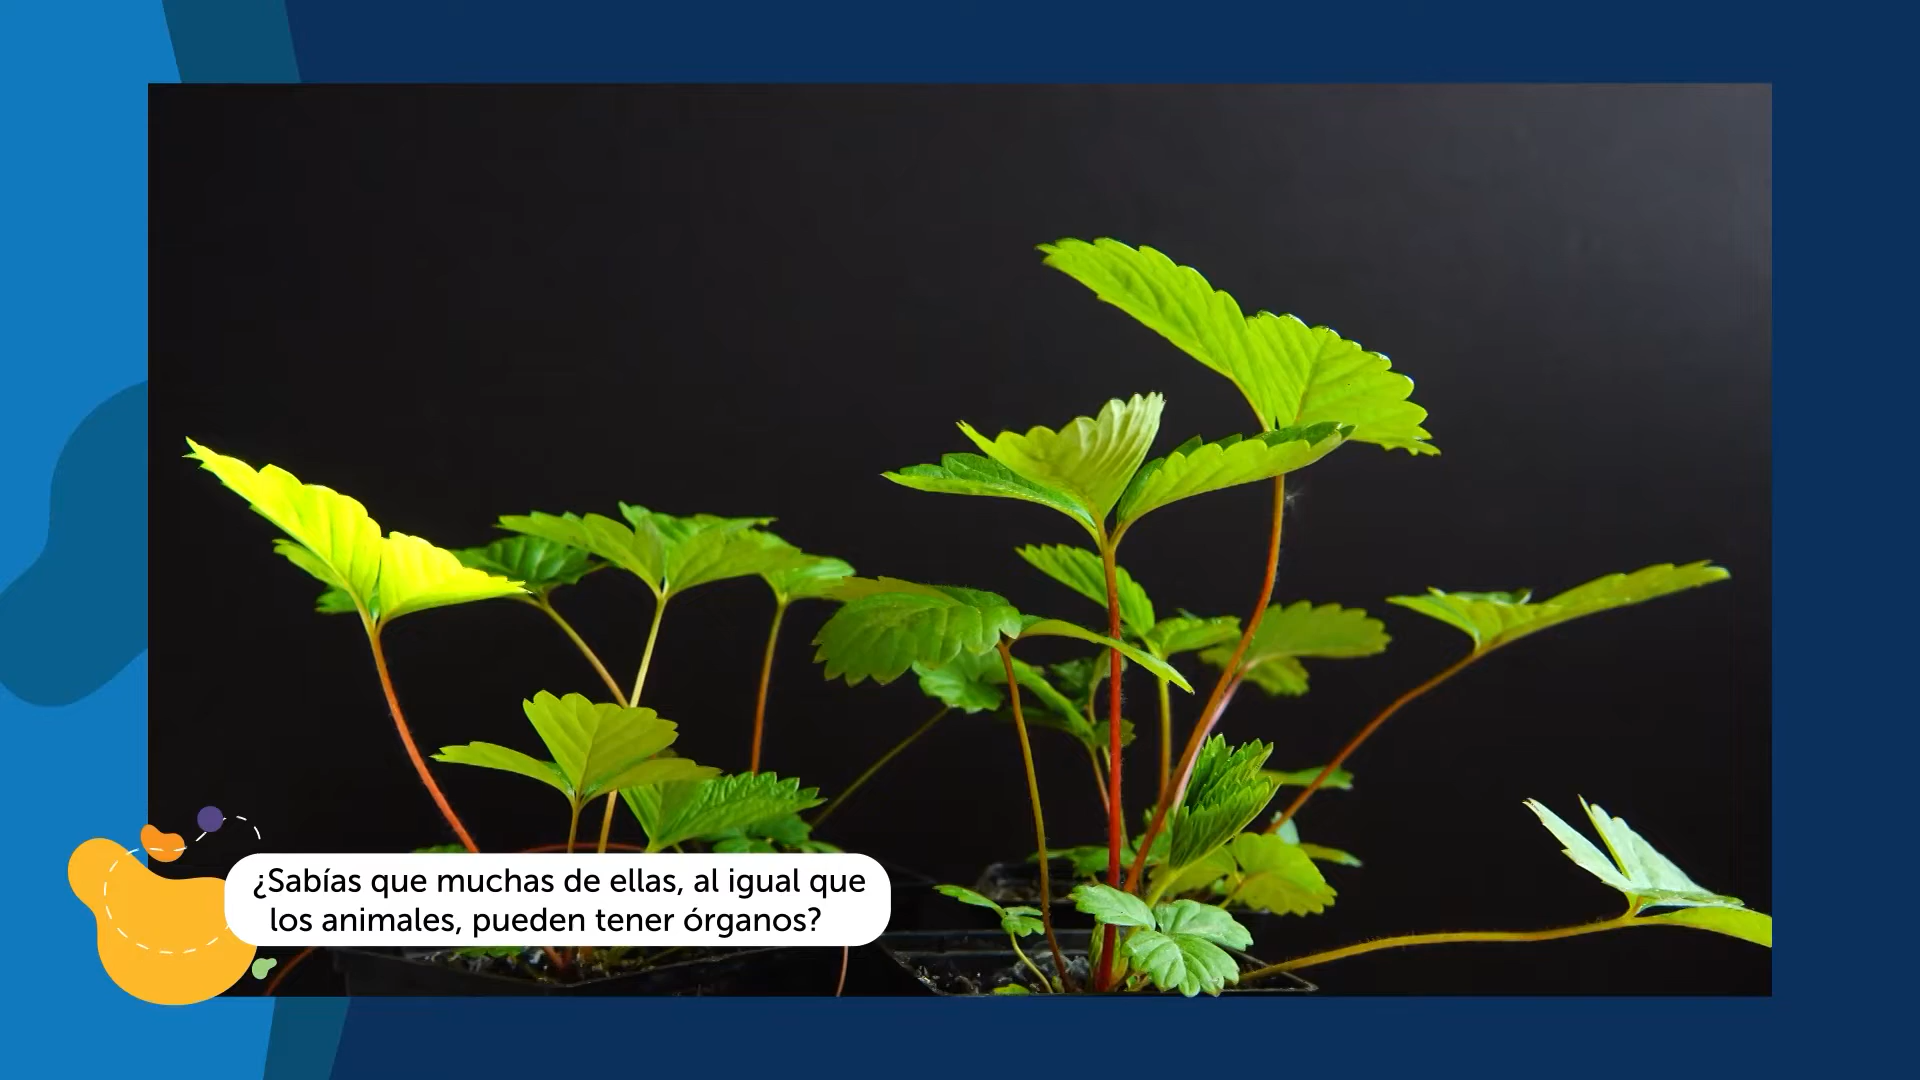 ¿Sabías que muchas de ellas, al igual que
los animales, pueden tener órganos?